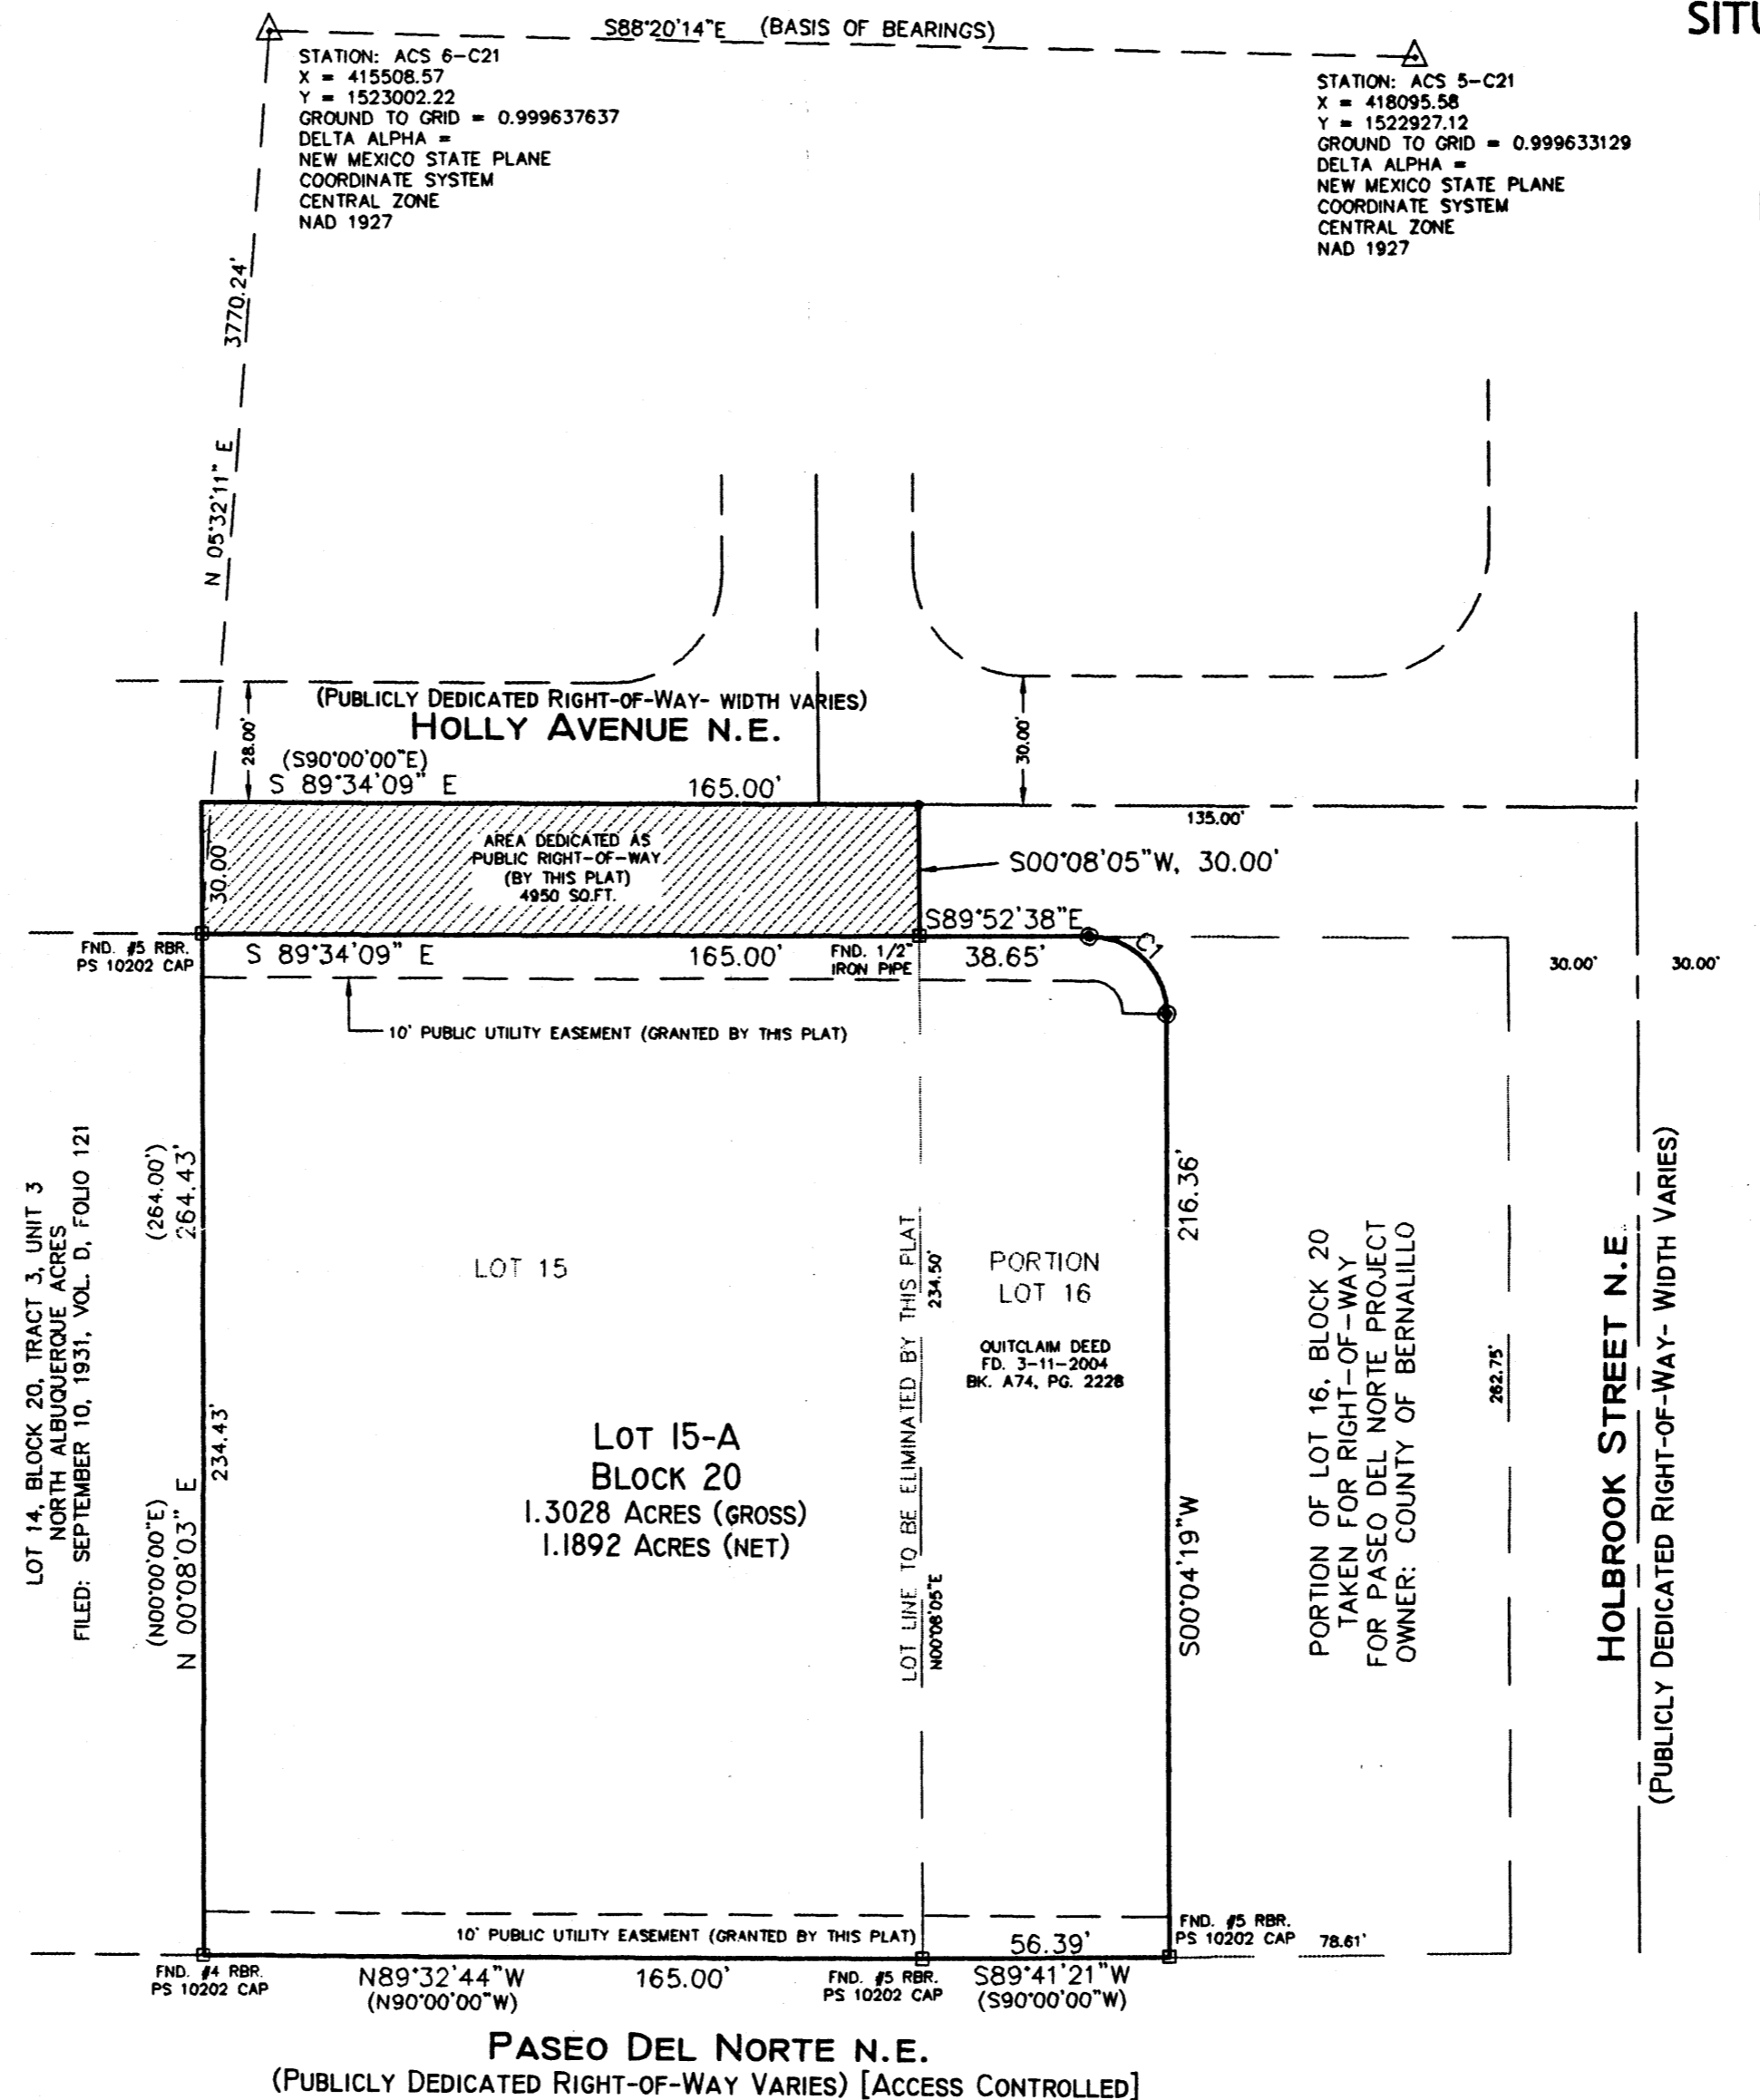 SITU
S88°20'14"E (BASIS OF BEARINGS)
STATION: ACS 6-C21
X = 415508.57
Y = 1523002.22
GROUND TO GRID = 0.999637637
DELTA ALPHA =
NEW MEXICO STATE PLANE
COORDINATE SYSTEM
CENTRAL ZONE
NAD 1927
STATION: ACS 5-C21
X = 418095.58
Y = 1522927.12
GROUND TO GRID = 0.999633129
DELTA ALPHA =
NEW MEXICO STATE PLANE
COORDINATE SYSTEM
CENTRAL ZONE
NAD 1927
N 05°32'11" E 3770.24'
(PUBLICLY DEDICATED RIGHT-OF-WAY- WIDTH VARIES)
HOLLY AVENUE N.E.
28.00'
30.00'
(S90°00'00"E)
S 89°34'09" E 165.00'
135.00'
AREA DEDICATED AS
PUBLIC RIGHT-OF-WAY
(BY THIS PLAT)
4950 SQ.FT.
30.00'
S00°08'05"W, 30.00'
S89°52'38"E
38.65'
C1
FND. #5 RBR.
PS 10202 CAP
S 89°34'09" E 165.00'
FND. 1/2"
IRON PIPE
30.00'
30.00'
10' PUBLIC UTILITY EASEMENT (GRANTED BY THIS PLAT)
LOT 14, BLOCK 20, TRACT 3, UNIT 3
NORTH ALBUQUERQUE ACRES
FILED: SEPTEMBER 10, 1931, VOL. D, FOLIO 121
(264.00')
264.43'
(N00°00'00"E)
N 00°08'03" E
234.43'
LOT 15
LOT LINE TO BE ELIMINATED BY THIS PLAT
234.50'
N00°08'05"E
PORTION
LOT 16
QUITCLAIM DEED
FD. 3-11-2004
BK. A74, PG. 2228
LOT 15-A
BLOCK 20
1.3028 ACRES (GROSS)
1.1892 ACRES (NET)
216.36'
S00°04'19"W
PORTION OF LOT 16, BLOCK 20
TAKEN FOR RIGHT-OF-WAY
FOR PASEO DEL NORTE PROJECT
OWNER: COUNTY OF BERNALILLO
262.75'
HOLBROOK STREET N.E.
(PUBLICLY DEDICATED RIGHT-OF-WAY- WIDTH VARIES)
10' PUBLIC UTILITY EASEMENT (GRANTED BY THIS PLAT)
56.39'
FND. #5 RBR.
PS 10202 CAP
78.61'
FND. #4 RBR.
PS 10202 CAP
N89°32'44"W 165.00'
(N90°00'00"W)
FND. #5 RBR.
PS 10202 CAP
S89°41'21"W
(S90°00'00"W)
PASEO DEL NORTE N.E.
(PUBLICLY DEDICATED RIGHT-OF-WAY VARIES) [ACCESS CONTROLLED]